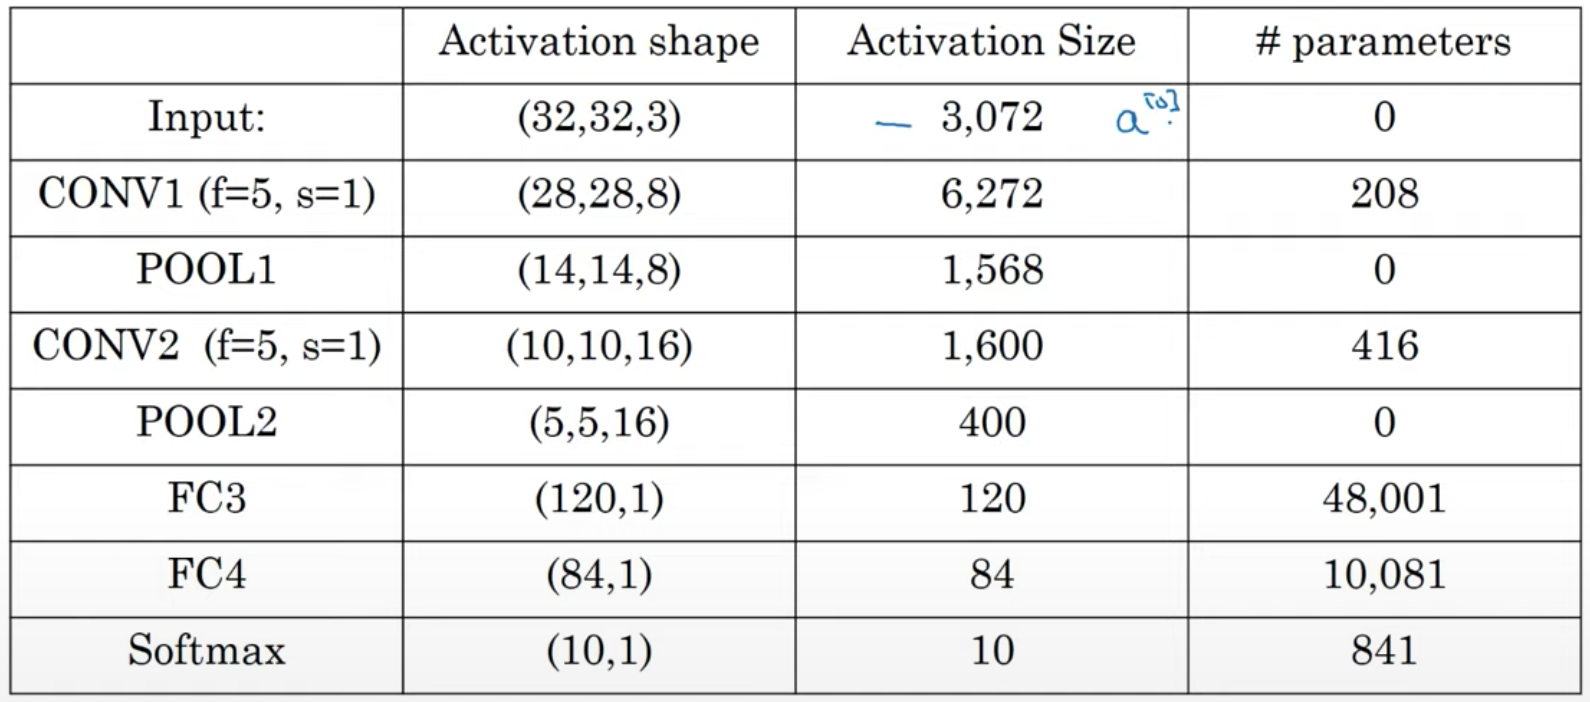 Activation shape Activation Size # parameters
Input: (32,32,3) — 3,072 a[0] 0
CONV1 (f=5, s=1) (28,28,8) 6,272 208
POOL1 (14,14,8) 1,568 0
CONV2 (f=5, s=1) (10,10,16) 1,600 416
POOL2 (5,5,16) 400 0
FC3 (120,1) 120 48,001
FC4 (84,1) 84 10,081
Softmax (10,1) 10 841